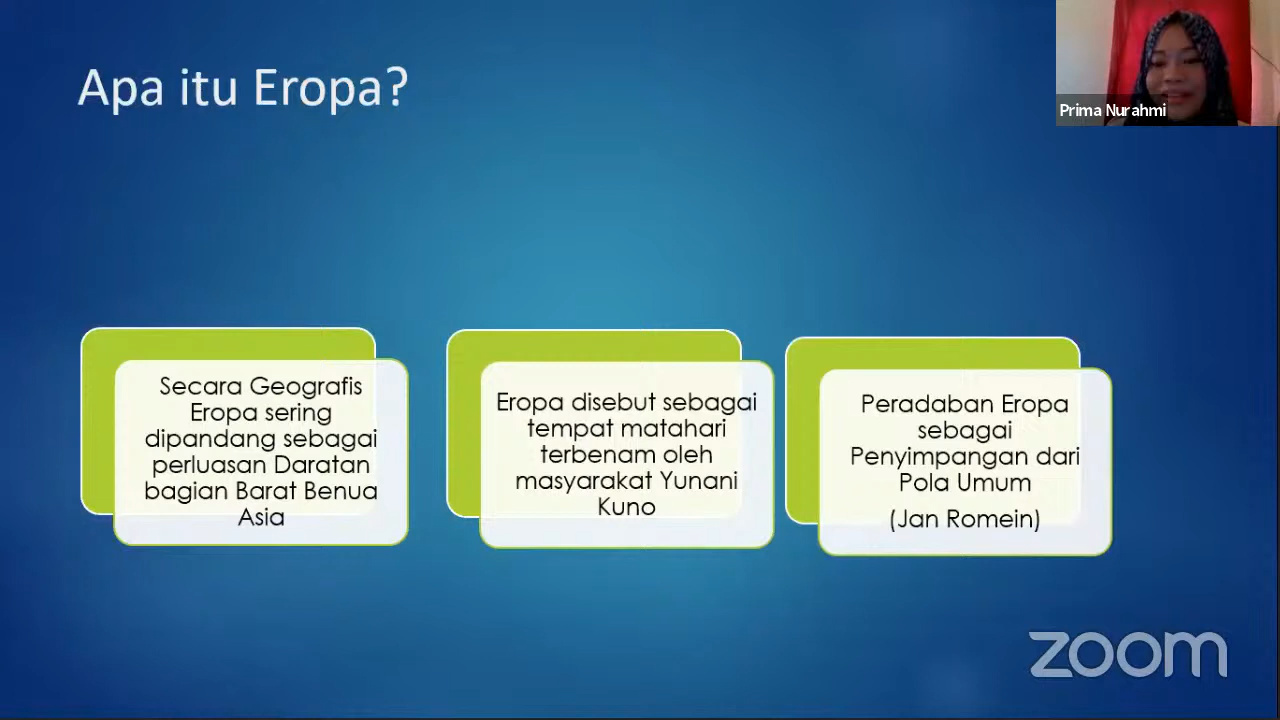 Apa itu Eropa?
Prima Nurahmi
Secara Geografis
Eropa sering
dipandang sebagai
perluasan Daratan
bagian Barat Benua
Asia
Eropa disebut sebagai
tempat matahari
terbenam oleh
masyarakat Yunani
Kuno
Peradaban Eropa
sebagai
Penyimpangan dari
Pola Umum
(Jan Romein)
zoom